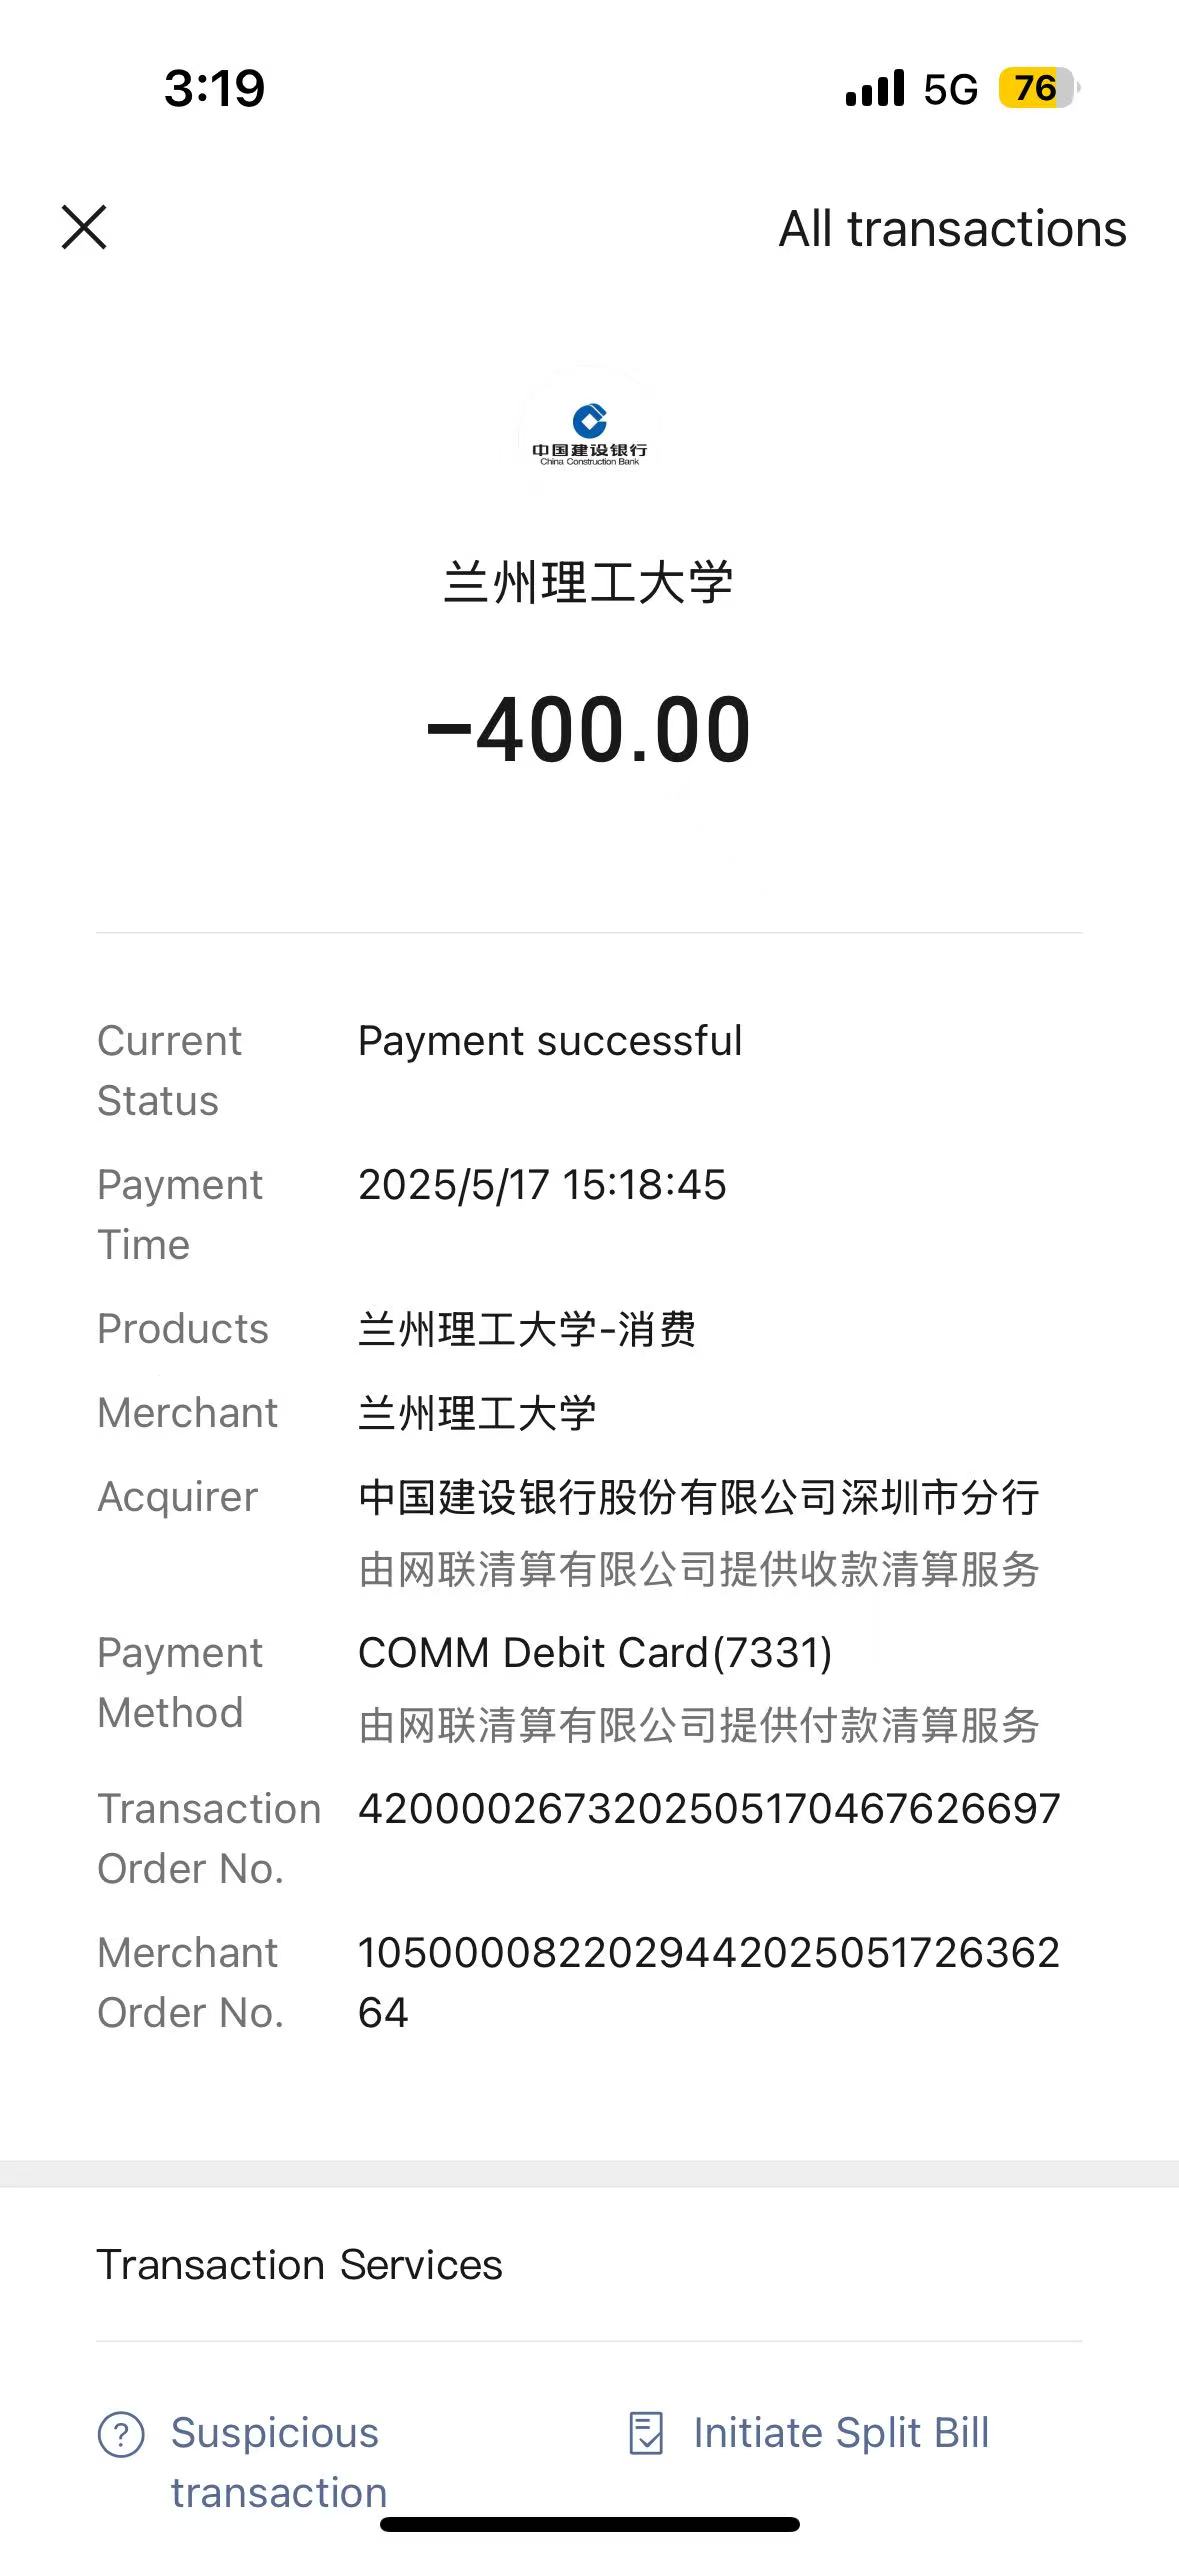 3:19
5G
76
All transactions
中国建设银行
China Construction Bank
兰州理工大学
-400.00
Current Status
Payment successful
Payment Time
2025/5/17 15:18:45
Products
兰州理工大学-消费
Merchant
兰州理工大学
Acquirer
中国建设银行股份有限公司深圳市分行
由网联清算有限公司提供收款清算服务
Payment Method
COMM Debit Card(7331)
由网联清算有限公司提供付款清算服务
Transaction Order No.
4200002673202505170467626697
Merchant Order No.
1050000822029442025051726362
64
Transaction Services
Suspicious transaction
Initiate Split Bill